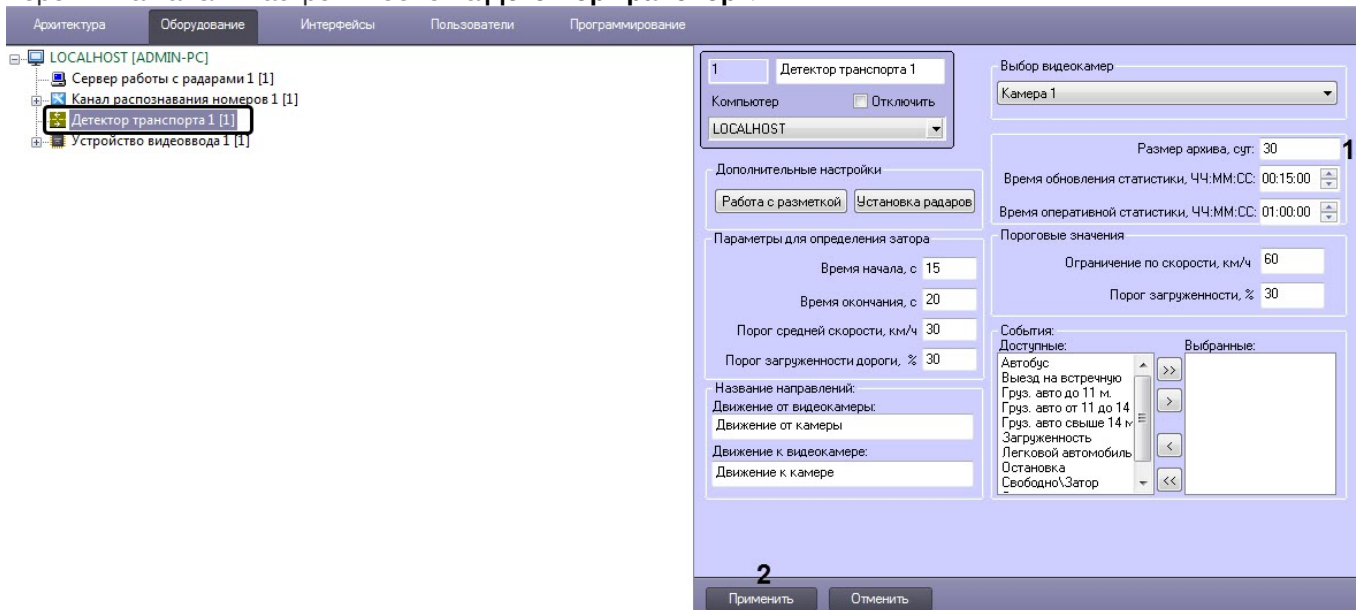 Архитектура Оборудование Интерфейсы Пользователи Программирование
LOCALHOST [ADMIN-PC]
Сервер работы с радарами 1 [1]
Канал распознавания номеров 1 [1]
Детектор транспорта 1 [1]
Устройство видеоввода 1 [1]
1 Детектор транспорта 1
Компьютер Отключить
LOCALHOST
Дополнительные настройки
Работа с разметкой Установка радаров
Параметры для определения затора
Время начала, с 15
Время окончания, с 20
Порог средней скорости, км/ч 30
Порог загруженности дороги, % 30
Название направлений:
Движение от видеокамеры:
Движение от камеры
Движение к видеокамере:
Движение к камере
Выбор видеокамер
Камера 1
Размер архива, сут: 30 1
Время обновления статистики, ЧЧ:ММ:СС: 00:15:00
Время оперативной статистики, ЧЧ:ММ:СС: 01:00:00
Пороговые значения
Ограничение по скорости, км/ч 60
Порог загруженности, % 30
События:
Доступные: Выбранные:
Автобус
Выезд на встречную
Груз. авто до 11 м.
Груз. авто от 11 до 14
Груз. авто свыше 14 м
Загруженность
Легковой автомобиль
Остановка
Свободно\Затор
>>
>
<
<<
2
Применить Отменить